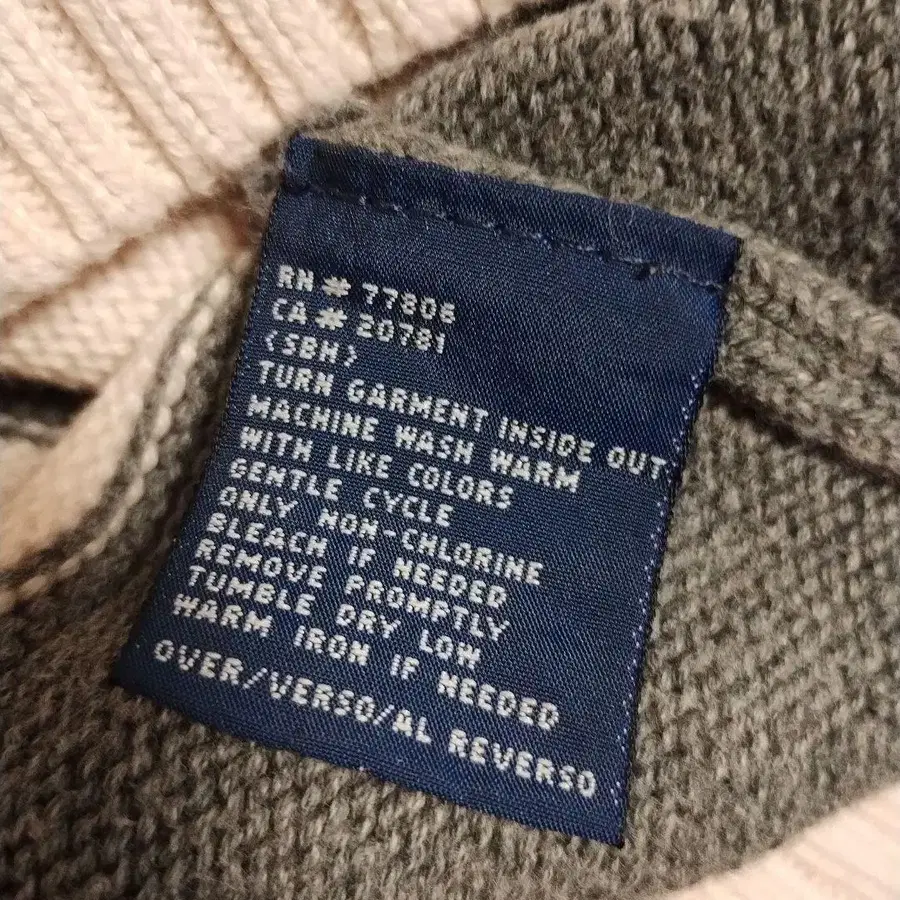 RN # 77806
CA # 20781
(SBH)
TURN GARMENT INSIDE OUT
MACHINE WASH WARM
WITH LIKE COLORS
GENTLE CYCLE
ONLY NON-CHLORINE
BLEACH IF NEEDED
REMOVE PROMPTLY
TUMBLE DRY LOW
WARM IRON IF NEEDED
OVER/VERSO/AL REVERSO